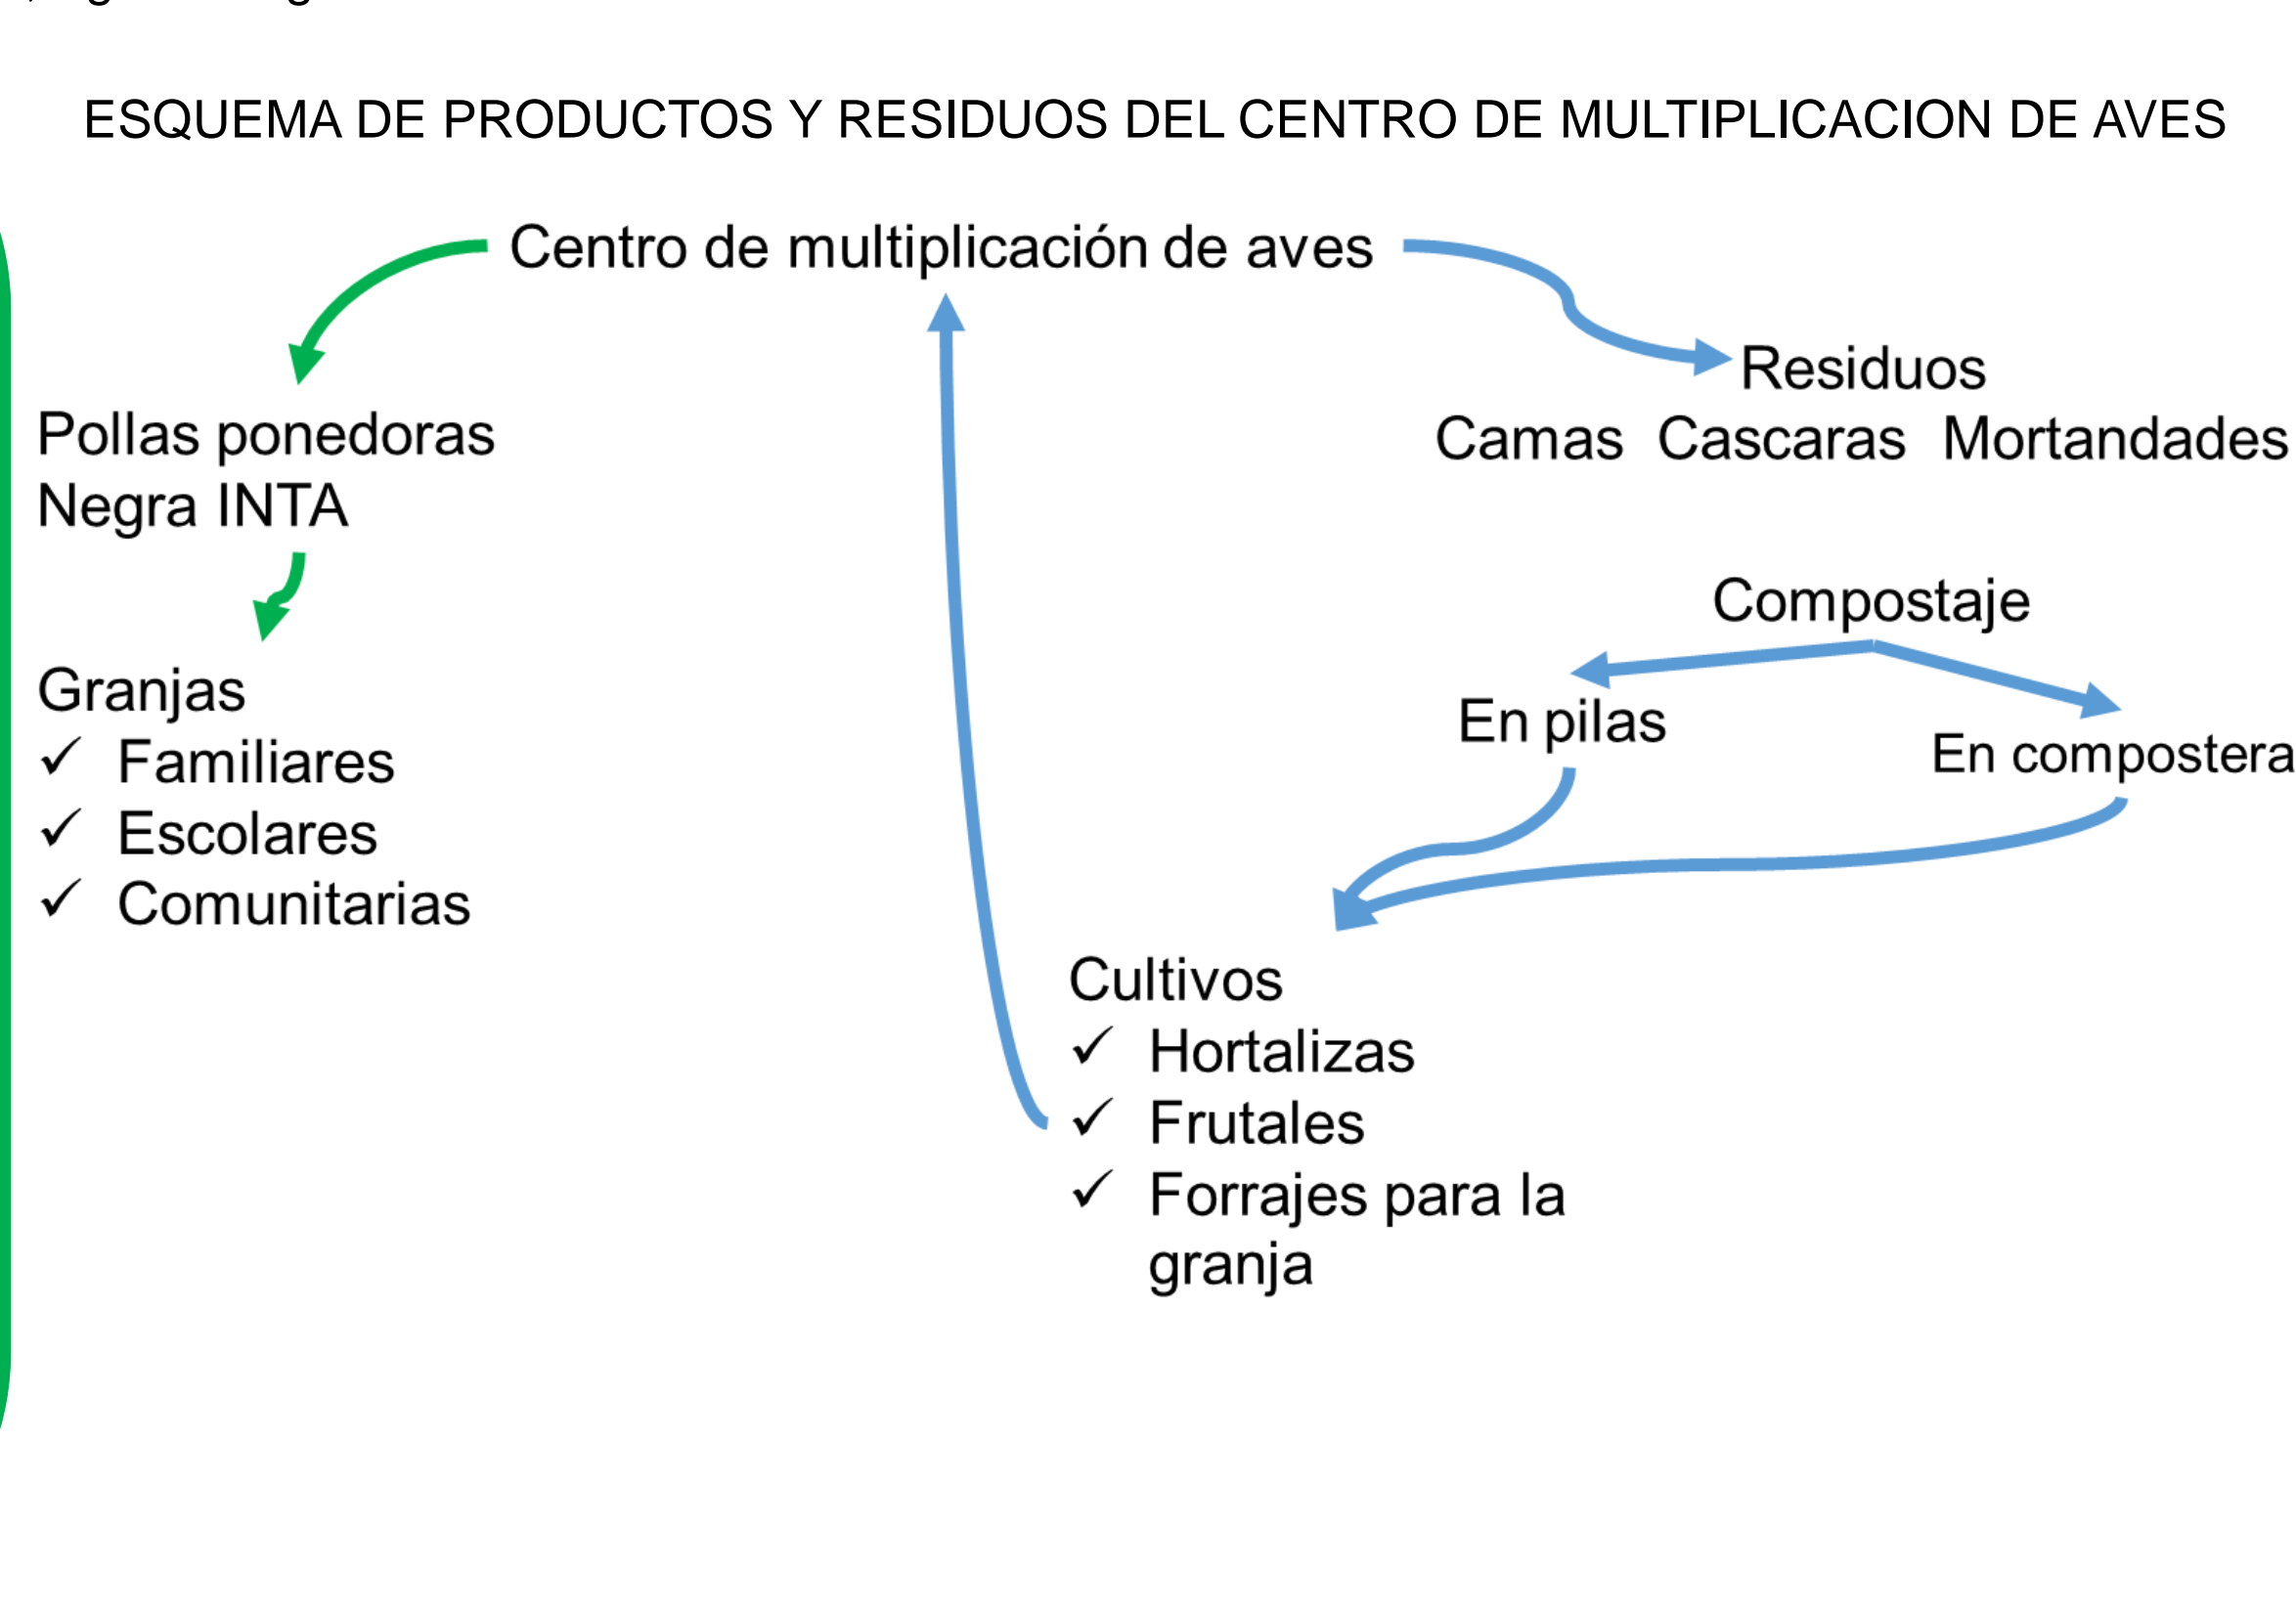 ESQUEMA DE PRODUCTOS Y RESIDUOS DEL CENTRO DE MULTIPLICACION DE AVES
Centro de multiplicación de aves
Residuos
Camas Cascaras Mortandades
Pollas ponedoras
Negra INTA
Compostaje
En pilas
En compostera
Granjas
✓ Familiares
✓ Escolares
✓ Comunitarias
Cultivos
✓ Hortalizas
✓ Frutales
✓ Forrajes para la
granja